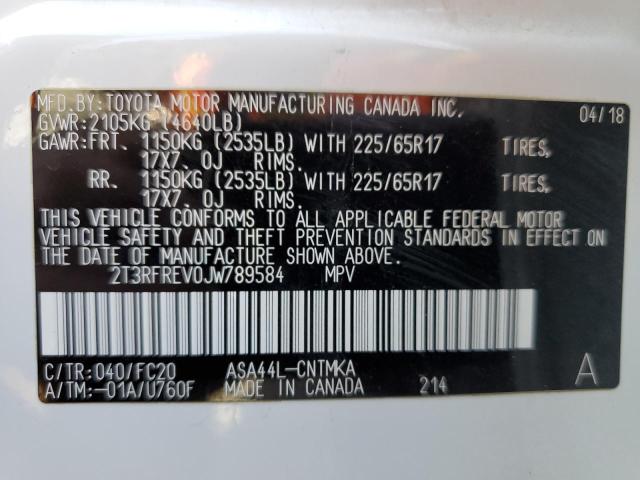 MFD. BY: TOYOTA MOTOR MANUFACTURING CANADA INC. 04/18
GVWR: 2105KG (4640LB)
GAWR: FRT. 1150KG (2535LB) WITH 225/65R17 TIRES,
17X7.0J RIMS.
RR. 1150KG (2535LB) WITH 225/65R17 TIRES,
17X7.0J RIMS.
THIS VEHICLE CONFORMS TO ALL APPLICABLE FEDERAL MOTOR
VEHICLE SAFETY AND THEFT PREVENTION STANDARDS IN EFFECT ON
THE DATE OF MANUFACTURE SHOWN ABOVE.
2T3RFREV0JW789584 MPV
C/TR: 040/FC20 ASA44L-CNTMKA A
A/TM: -01A/U760F MADE IN CANADA 214